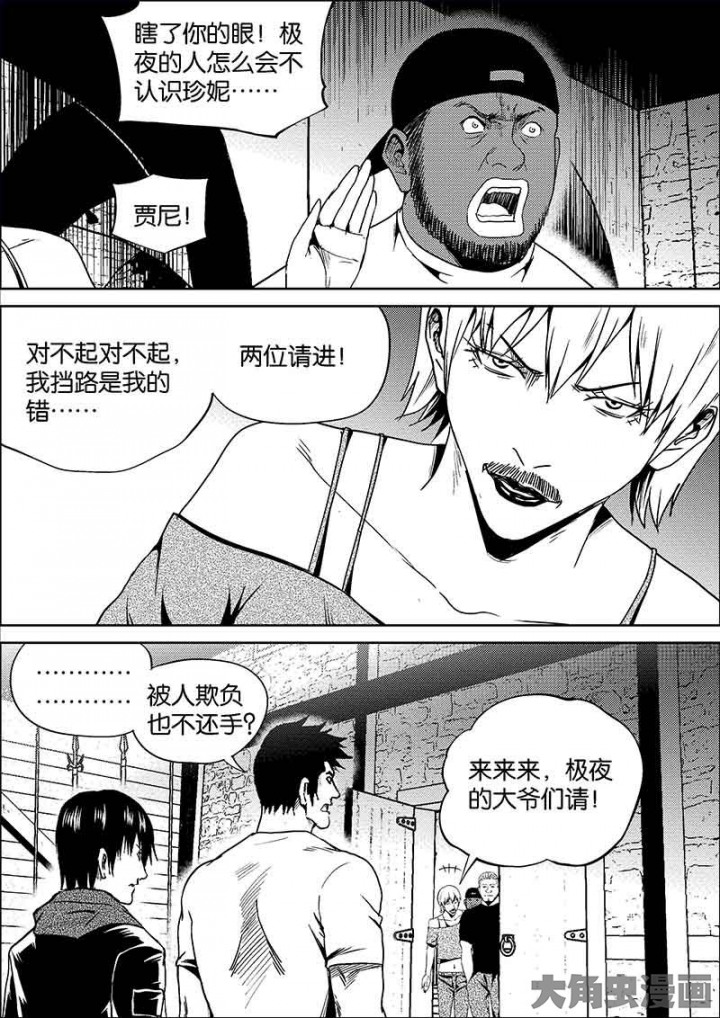 瞎了你的眼！极
夜的人怎么会不
认识珍妮……
贾尼！
对不起对不起，
我挡路是我的
错……
两位请进！
…………
…………
被人欺负
也不还手？
来来来，极夜
的大爷们请！
大角虫漫画